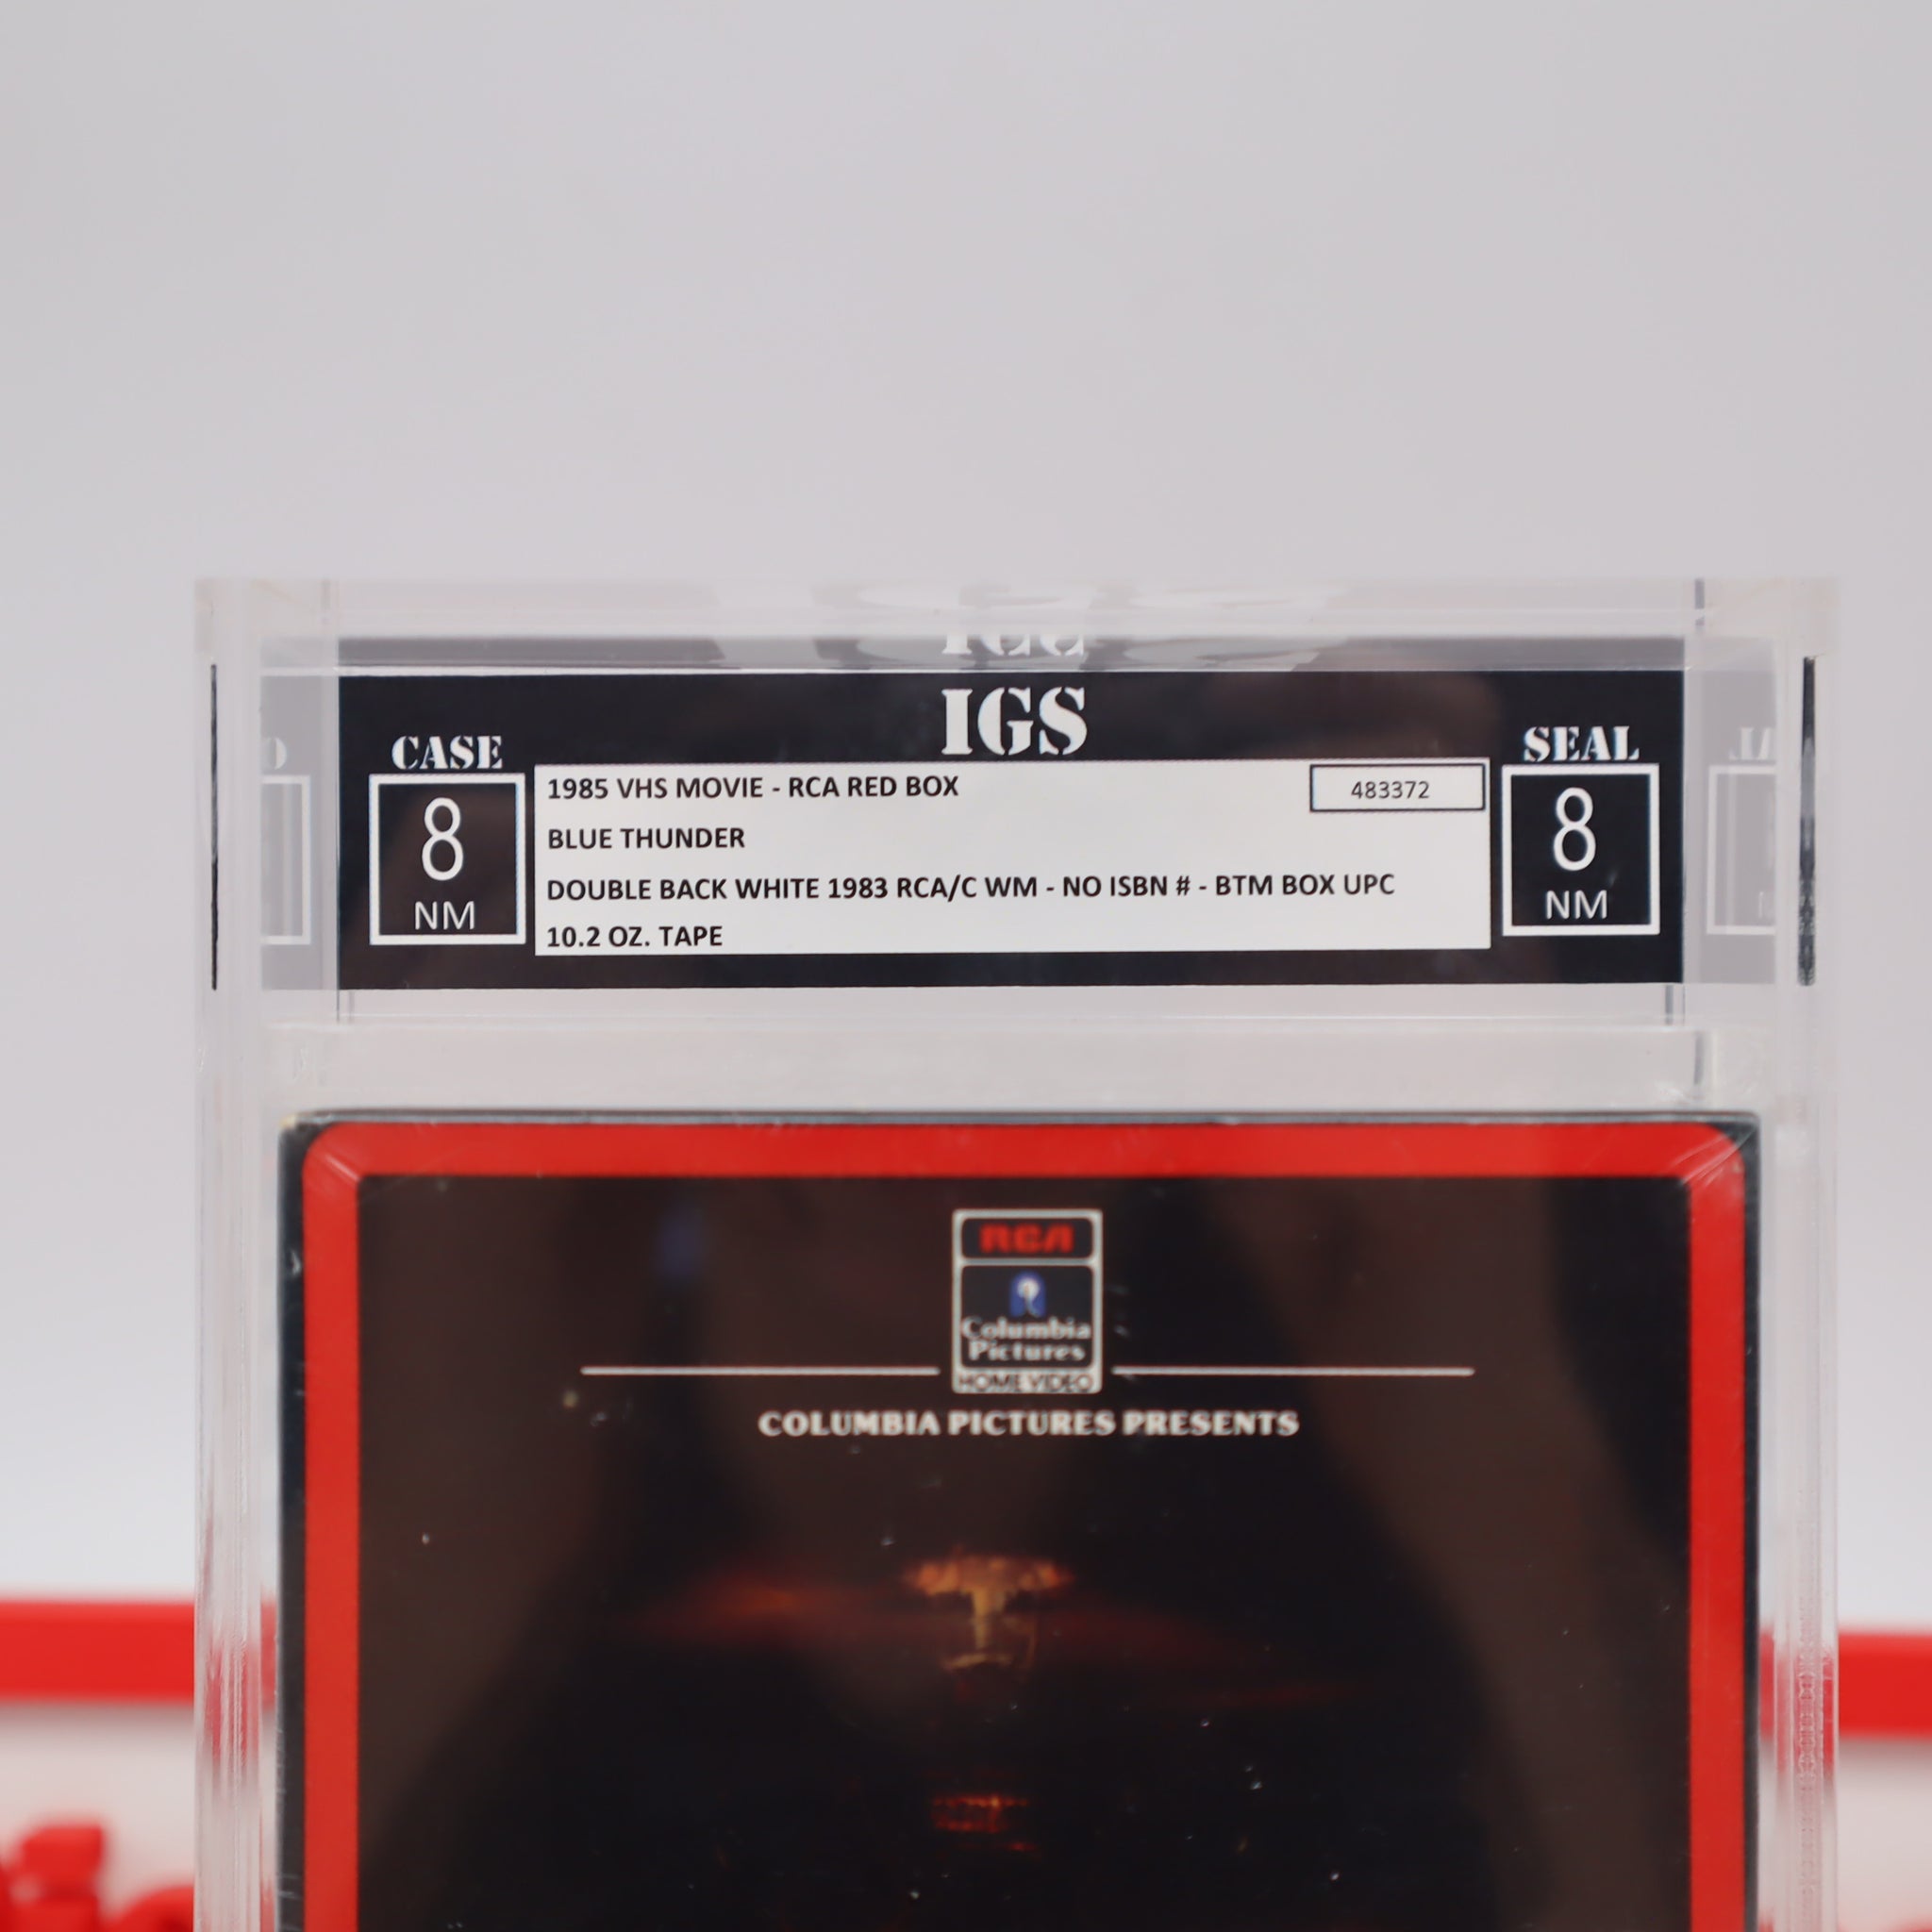 IGS
CASE
8
NM
1985 VHS MOVIE - RCA RED BOX
483372
BLUE THUNDER
DOUBLE BACK WHITE 1983 RCA/C WM - NO ISBN # - BTM BOX UPC
10.2 OZ. TAPE
SEAL
8
NM
RCA
Columbia
Pictures
HOME VIDEO
COLUMBIA PICTURES PRESENTS